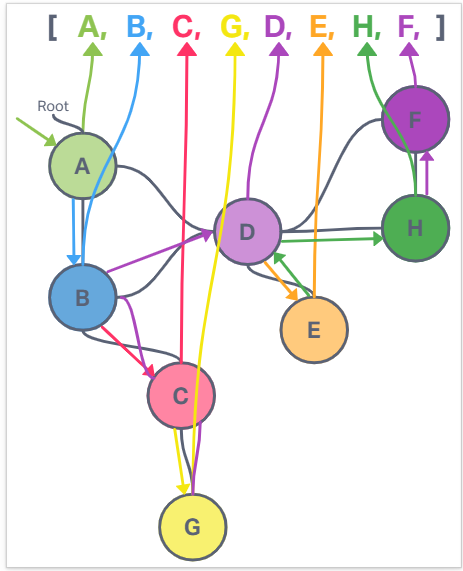 [ A, B, C, G, D, E, H, F, ]
Root
A
F
D
H
B
E
C
G